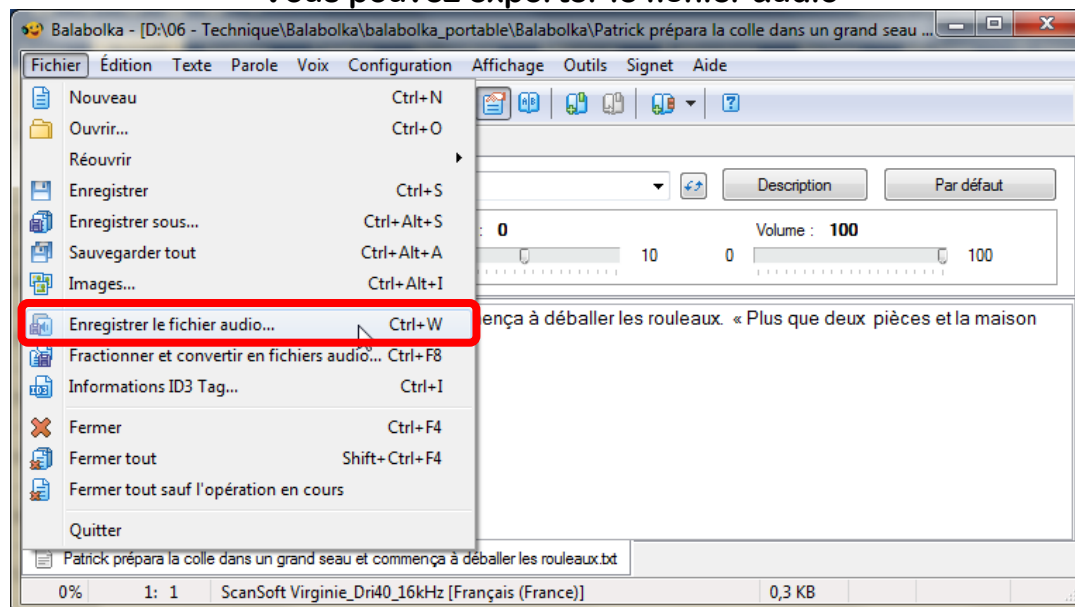 Vous pouvez exporter le fichier audio
Balabolka - [D:\06 - Technique\Balabolka\balabolka_portable\Balabolka\Patrick prépara la colle dans un grand seau ...
Fichier Édition Texte Parole Voix Configuration Affichage Outils Signet Aide
Nouveau Ctrl+N
Ouvrir... Ctrl+O
Réouvrir
Enregistrer Ctrl+S
Description Par défaut
Enregistrer sous... Ctrl+Alt+S
: 0 Volume : 100
Sauvegarder tout Ctrl+Alt+A
10 0 100
Images... Ctrl+Alt+I
Enregistrer le fichier audio... Ctrl+W
ença à déballer les rouleaux. « Plus que deux pièces et la maison
Fractionner et convertir en fichiers audio... Ctrl+F8
Informations ID3 Tag... Ctrl+I
Fermer Ctrl+F4
Fermer tout Shift+Ctrl+F4
Fermer tout sauf l'opération en cours
Quitter
Patrick prépara la colle dans un grand seau et commença à déballer les rouleaux.txt
0% 1: 1 ScanSoft Virginie_Dri40_16kHz [Français (France)] 0,3 KB